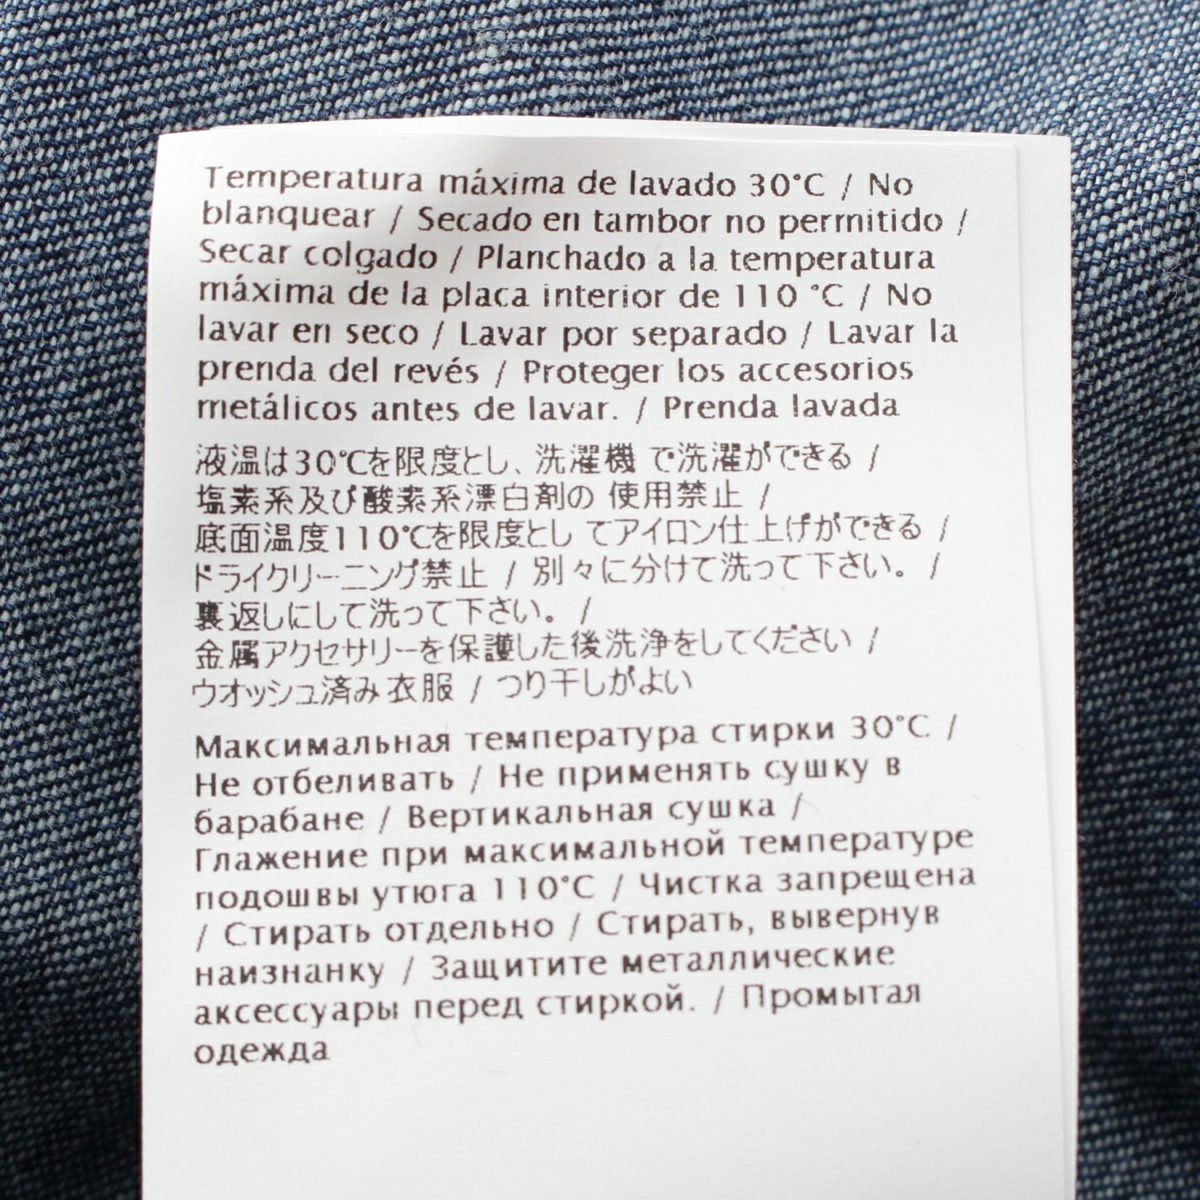 Temperatura máxima de lavado 30°C / No
blanquear / Secado en tambor no permitido /
Secar colgado / Planchado a la temperatura
máxima de la placa interior de 110 °C / No
lavar en seco / Lavar por separado / Lavar la
prenda del revés / Proteger los accesorios
metálicos antes de lavar. / Prenda lavada
液温は30℃を限度とし、洗濯機 で洗濯ができる /
塩素系及び酸素系漂白剤の 使用禁止 /
底面温度110℃を限度とし てアイロン仕上げができる /
ドライクリーニング禁止 / 別々に分けて洗って下さい。 /
裏返しにして洗って下さい。 /
金属アクセサリーを保護した後洗浄をしてください /
ウオッシュ済み衣服 / つり干しがよい
Максимальная температура стирки 30°C /
Не отбеливать / Не применять сушку в
барабане / Вертикальная сушка /
Глажение при максимальной температуре
подошвы утюга 110°C / Чистка запрещена
/ Стирать отдельно / Стирать, вывернув
наизнанку / Защитите металлические
аксессуары перед стиркой. / Промытая
одежда